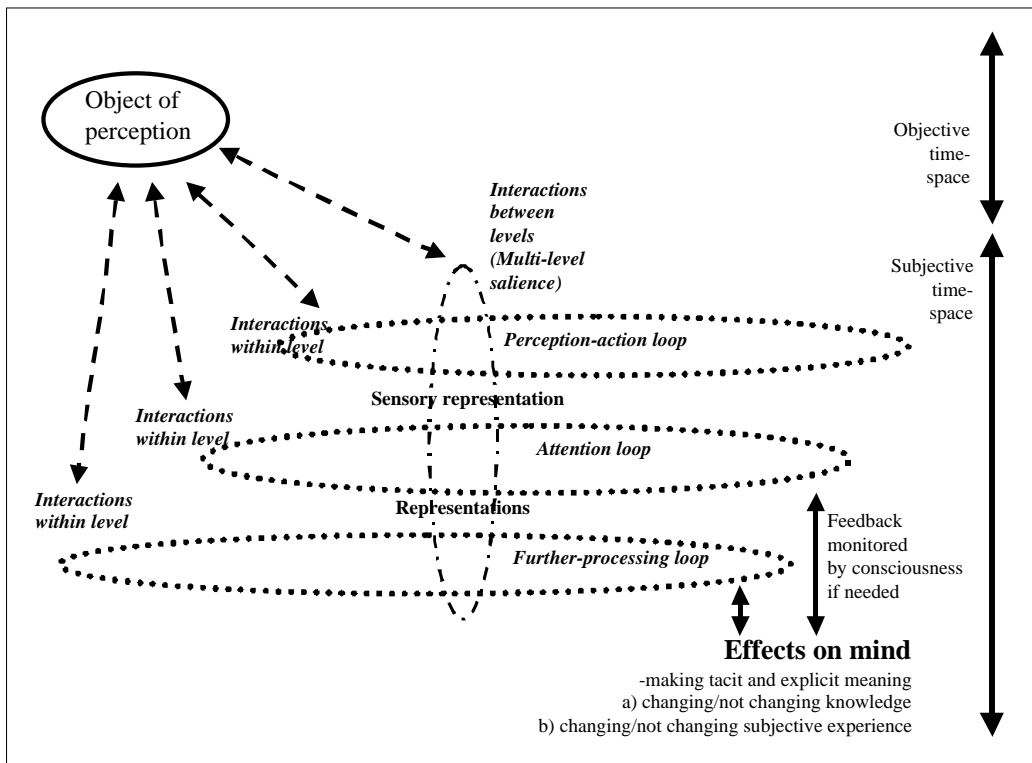 Object of
perception
Objective
time-
space
Interactions
between
levels
(Multi-level
salience)
Subjective
time-
space
Interactions
within level
Perception-action loop
Sensory representation
Interactions
within level
Attention loop
Representations
Interactions
within level
Further-processing loop
Feedback
monitored
by consciousness
if needed
Effects on mind
-making tacit and explicit meaning
a) changing/not changing knowledge
b) changing/not changing subjective experience